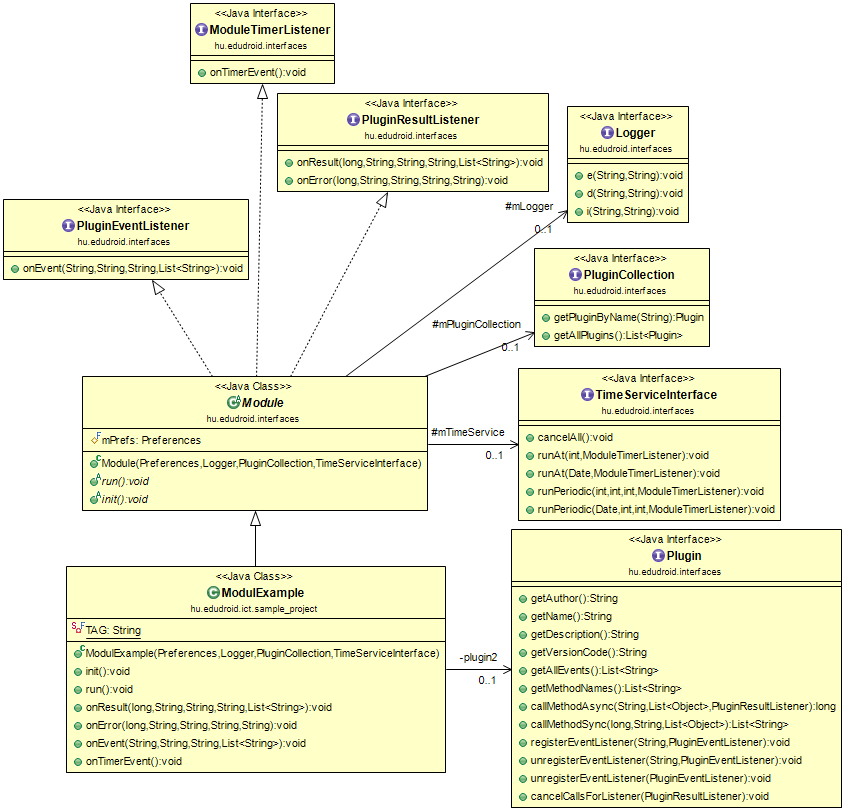 <<Java Interface>>
ModuleTimerListener
hu.edudroid.interfaces
onTimerEvent():void
<<Java Interface>>
PluginResultListener
hu.edudroid.interfaces
onResult(long,String,String,String,List<String>):void
onError(long,String,String,String,String):void
<<Java Interface>>
Logger
hu.edudroid.interfaces
e(String,String):void
d(String,String):void
i(String,String):void
<<Java Interface>>
PluginEventListener
hu.edudroid.interfaces
onEvent(String,String,String,List<String>):void
#mLogger
0..1
<<Java Interface>>
PluginCollection
hu.edudroid.interfaces
getPluginByName(String):Plugin
getAllPlugins():List<Plugin>
#mPluginCollection
0..1
<<Java Class>>
Module
hu.edudroid.interfaces
mPrefs: Preferences
Module(Preferences,Logger,PluginCollection,TimeServiceInterface)
run():void
init():void
#mTimeService
0..1
<<Java Interface>>
TimeServiceInterface
hu.edudroid.interfaces
cancelAll():void
runAt(int,ModuleTimerListener):void
runAt(Date,ModuleTimerListener):void
runPeriodic(int,int,int,ModuleTimerListener):void
runPeriodic(Date,int,int,ModuleTimerListener):void
<<Java Class>>
ModulExample
hu.edudroid.ict.sample_project
TAG: String
ModulExample(Preferences,Logger,PluginCollection,TimeServiceInterface)
init():void
run():void
onResult(long,String,String,String,List<String>):void
onError(long,String,String,String,String):void
onEvent(String,String,String,List<String>):void
onTimerEvent():void
-plugin2
0..1
<<Java Interface>>
Plugin
hu.edudroid.interfaces
getAuthor():String
getName():String
getDescription():String
getVersionCode():String
getAllEvents():List<String>
getMethodNames():List<String>
callMethodAsync(String,List<Object>,PluginResultListener):long
callMethodSync(long,String,List<Object>):List<String>
registerEventListener(String,PluginEventListener):void
unregisterEventListener(String,PluginEventListener):void
unregisterEventListener(PluginEventListener):void
cancelCallsForListener(PluginResultListener):void